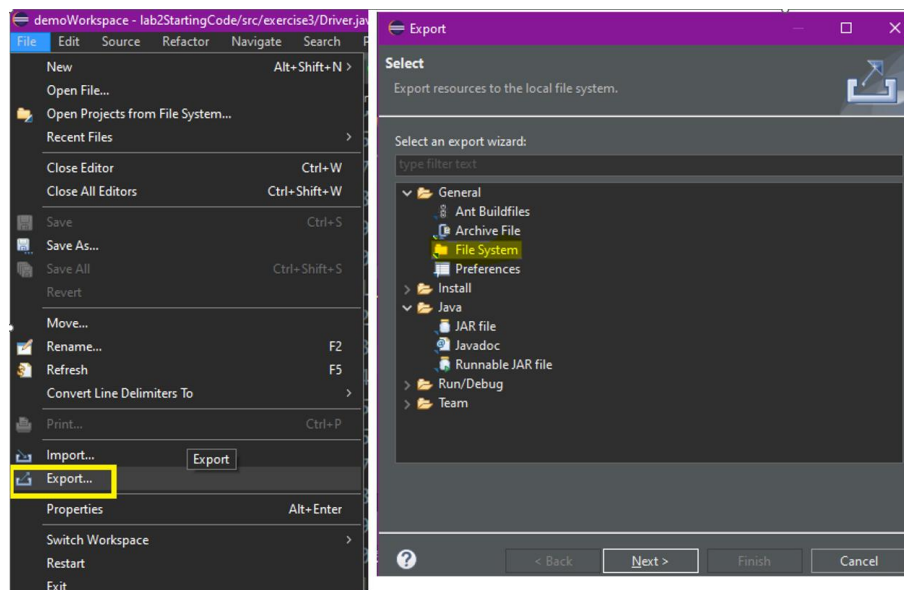 demoWorkspace - lab2StartingCode/src/exercise3/Driver.jav
File Edit Source Refactor Navigate Search
New Alt+Shift+N >
Open File...
Open Projects from File System...
Recent Files >
Close Editor Ctrl+W
Close All Editors Ctrl+Shift+W
Save Ctrl+S
Save As...
Save All Ctrl+Shift+S
Revert
Move...
Rename... F2
Refresh F5
Convert Line Delimiters To >
Print... Ctrl+P
Import...
Export
Export...
Properties Alt+Enter
Switch Workspace >
Restart
Exit
Export
Select
Export resources to the local file system.
Select an export wizard:
type filter text
General
Ant Buildfiles
Archive File
File System
Preferences
Install
Java
JAR file
Javadoc
Runnable JAR file
Run/Debug
Team
? < Back Next > Finish Cancel